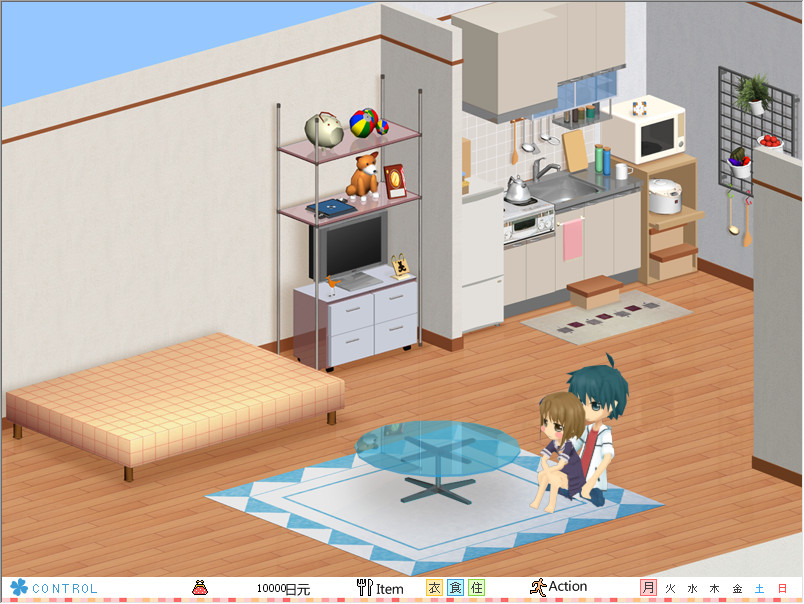 CONTROL 10000日元 Item 衣 食 住 Action 月 火 水 木 金 土 日